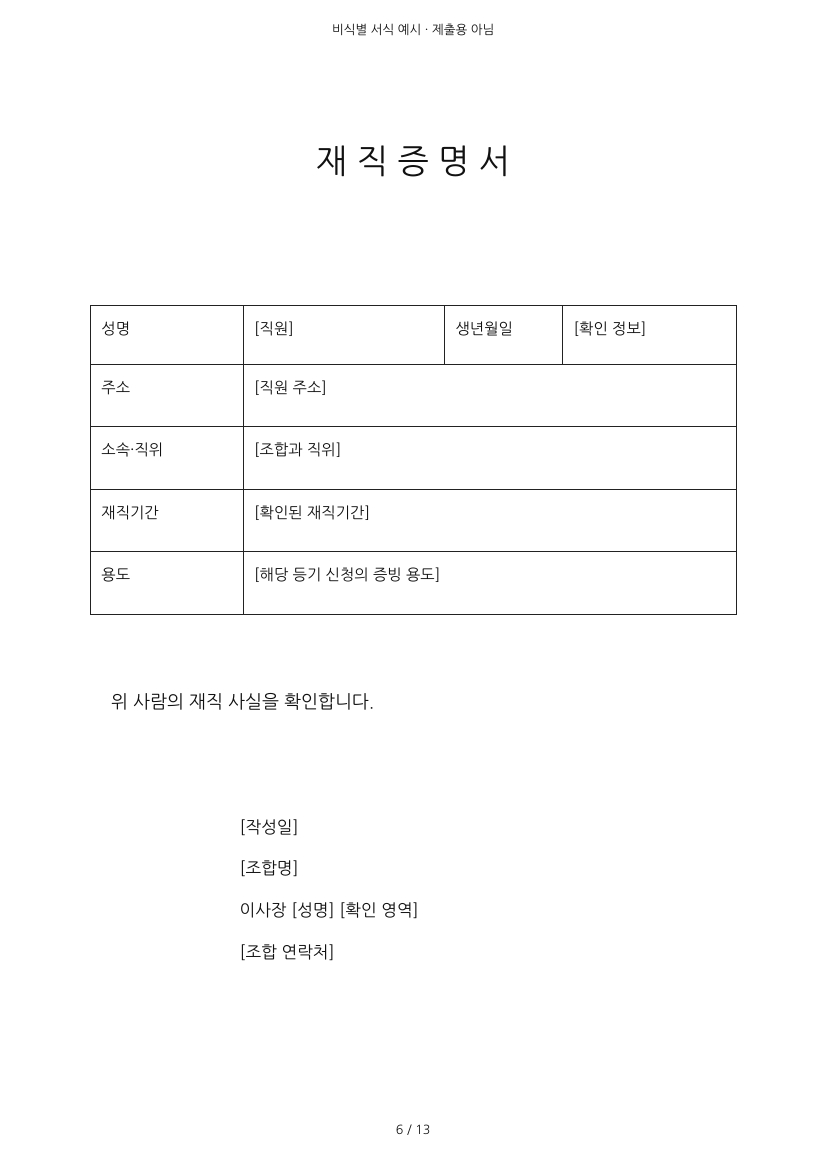 비식별 서식 예시 · 제출용 아님
재 직 증 명 서
성명 [직원] 생년월일 [확인 정보]
주소 [직원 주소]
소속·직위 [조합과 직위]
재직기간 [확인된 재직기간]
용도 [해당 등기 신청의 증빙 용도]
위 사람의 재직 사실을 확인합니다.
[작성일]
[조합명]
이사장 [성명] [확인 영역]
[조합 연락처]
6 / 13